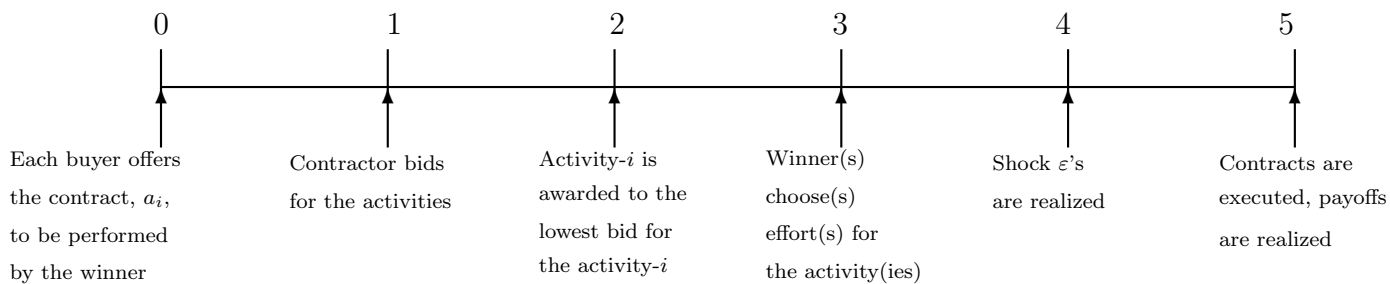 0 1 2 3 4 5
Each buyer offers
the contract, a_i,
to be performed
by the winner
Contractor bids
for the activities
Activity-i is
awarded to the
lowest bid for
the activity-i
Winner(s)
choose(s)
effort(s) for
the activity(ies)
Shock ε's
are realized
Contracts are
executed, payoffs
are realized